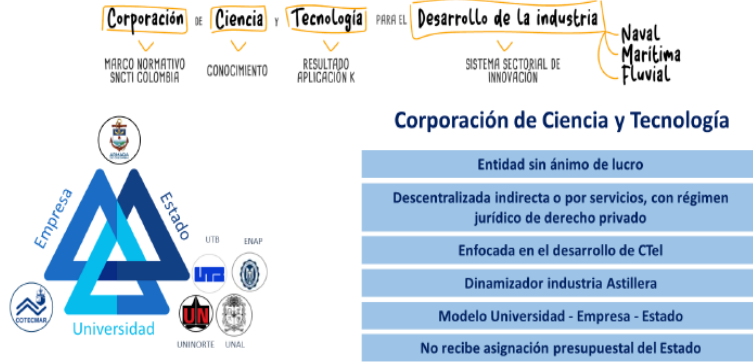 Corporación DE Ciencia Y Tecnología PARA EL Desarrollo de la industria
Naval
Marítima
Fluvial
MARCO NORMATIVO
SNCTI COLOMBIA
CONOCIMIENTO
RESULTADO
APLICACIÓN K
SISTEMA SECTORIAL DE
INNOVACIÓN
ARMADA
Empresa
Estado
Universidad
COTECMAR
UTB
ENAP
UTB
UN
UNINORTE
UNAL
Corporación de Ciencia y Tecnología
Entidad sin ánimo de lucro
Descentralizada indirecta o por servicios, con régimen
jurídico de derecho privado
Enfocada en el desarrollo de CTeI
Dinamizador industria Astillera
Modelo Universidad - Empresa - Estado
No recibe asignación presupuestal del Estado